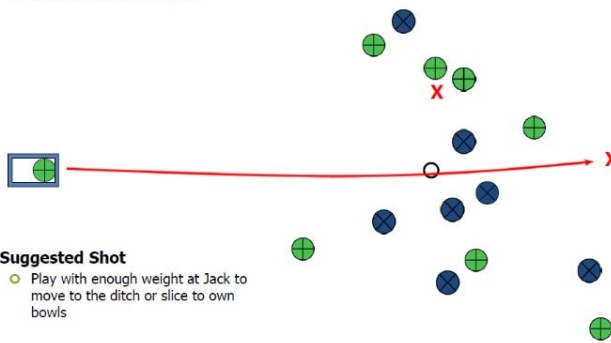 X
X
Suggested Shot
Play with enough weight at Jack to
move to the ditch or slice to own
bowls